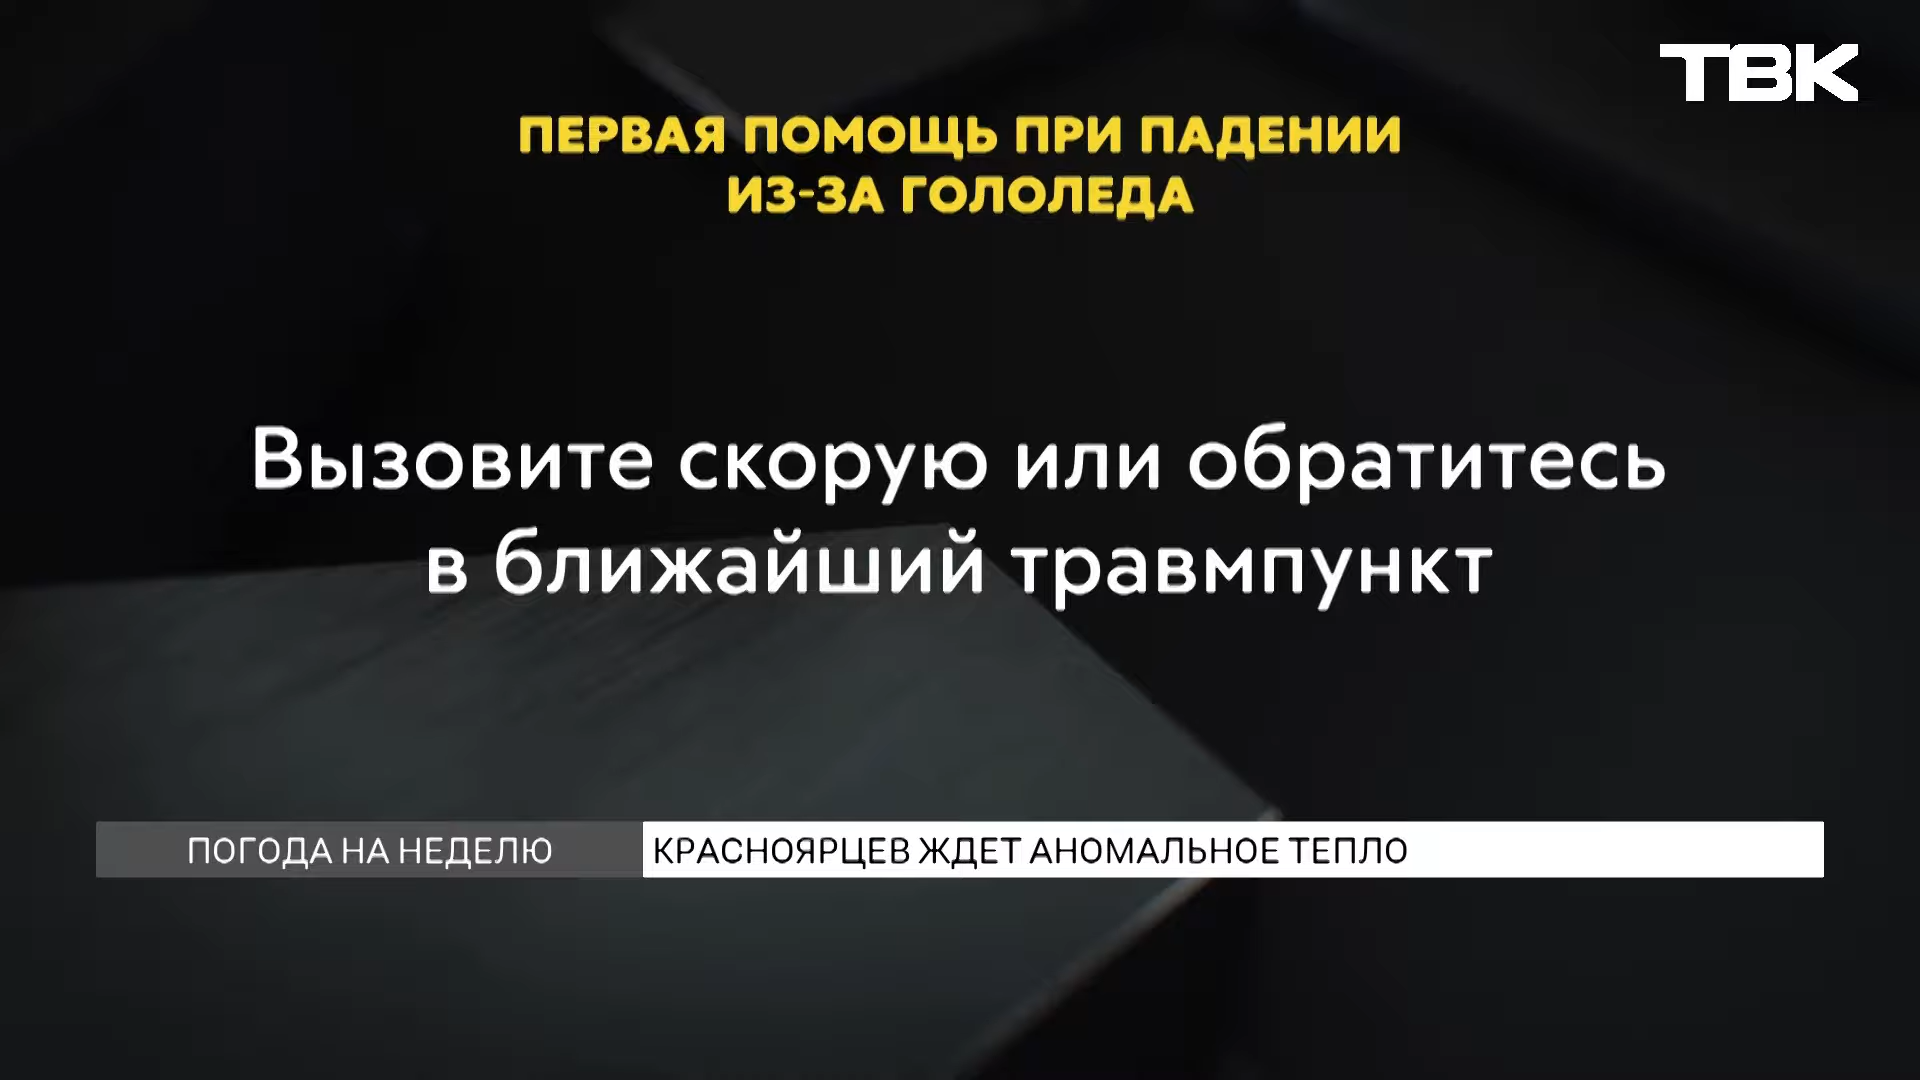 ТВК
ПЕРВАЯ ПОМОЩЬ ПРИ ПАДЕНИИ
ИЗ-ЗА ГОЛОЛЕДА
Вызовите скорую или обратитесь
в ближайший травмпункт
ПОГОДА НА НЕДЕЛЮ
КРАСНОЯРЦЕВ ЖДЕТ АНОМАЛЬНОЕ ТЕПЛО